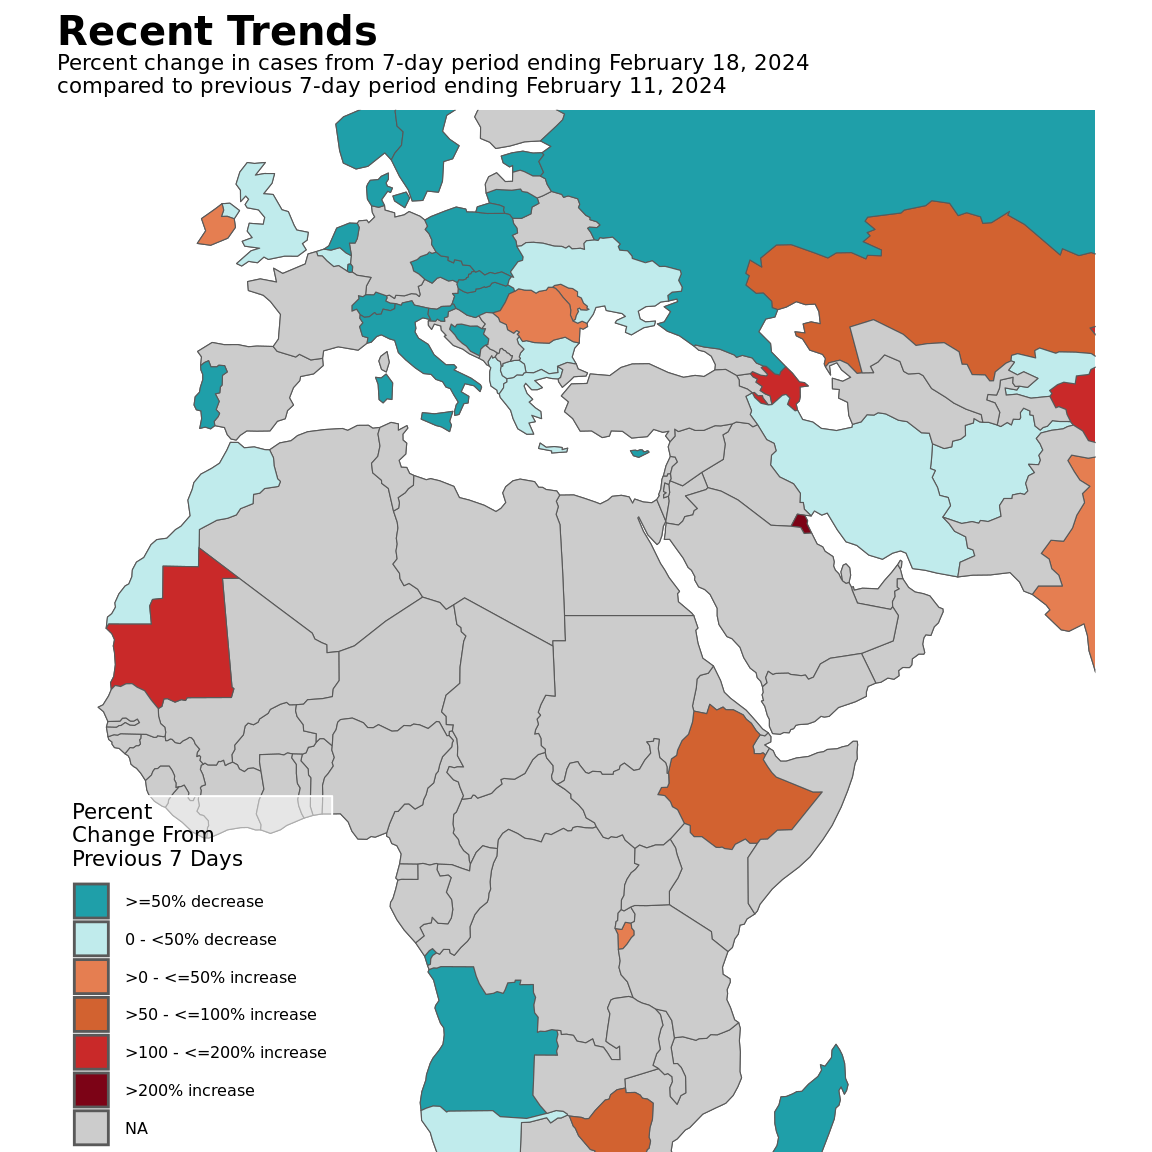 Recent Trends
Percent change in cases from 7-day period ending February 18, 2024
compared to previous 7-day period ending February 11, 2024
Percent
Change From
Previous 7 Days
>=50% decrease
0 - <50% decrease
>0 - <=50% increase
>50 - <=100% increase
>100 - <=200% increase
>200% increase
NA